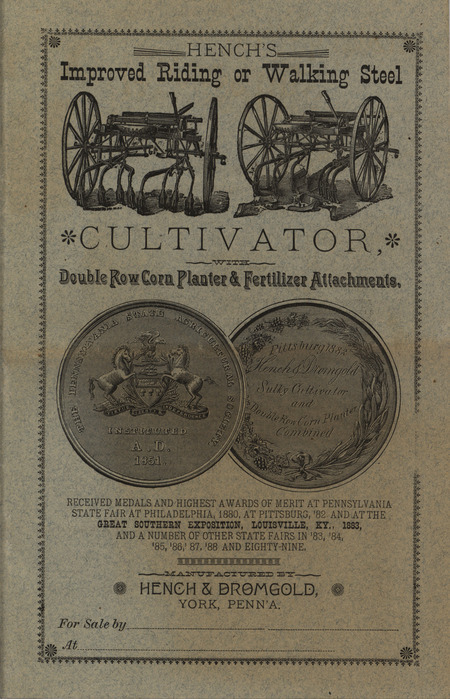 HENCH'S
Improved Riding or Walking Steel
*CULTIVATOR,*
WITH
Double Row Corn Planter & Fertilizer Attachments.
THE PENNSYLVANIA STATE AGRICULTURAL SOCIETY
INSTITUTED
A.D.
1851.
Pittsburg 1882
Hench & Dromgold
Sulky Cultivator
and
Double Row Corn Planter
Combined
RECEIVED MEDALS AND HIGHEST AWARDS OF MERIT AT PENNSYLVANIA
STATE FAIR AT PHILADELPHIA, 1880, AT PITTSBURG, '82 AND AT THE
GREAT SOUTHERN EXPOSITION, LOUISVILLE, KY., 1883,
AND A NUMBER OF OTHER STATE FAIRS IN '83, '84,
'85, '86,' 87, '88 AND EIGHTY-NINE.
MANUFACTURED BY
HENCH & DROMGOLD,
YORK, PENN'A.
For Sale by
At